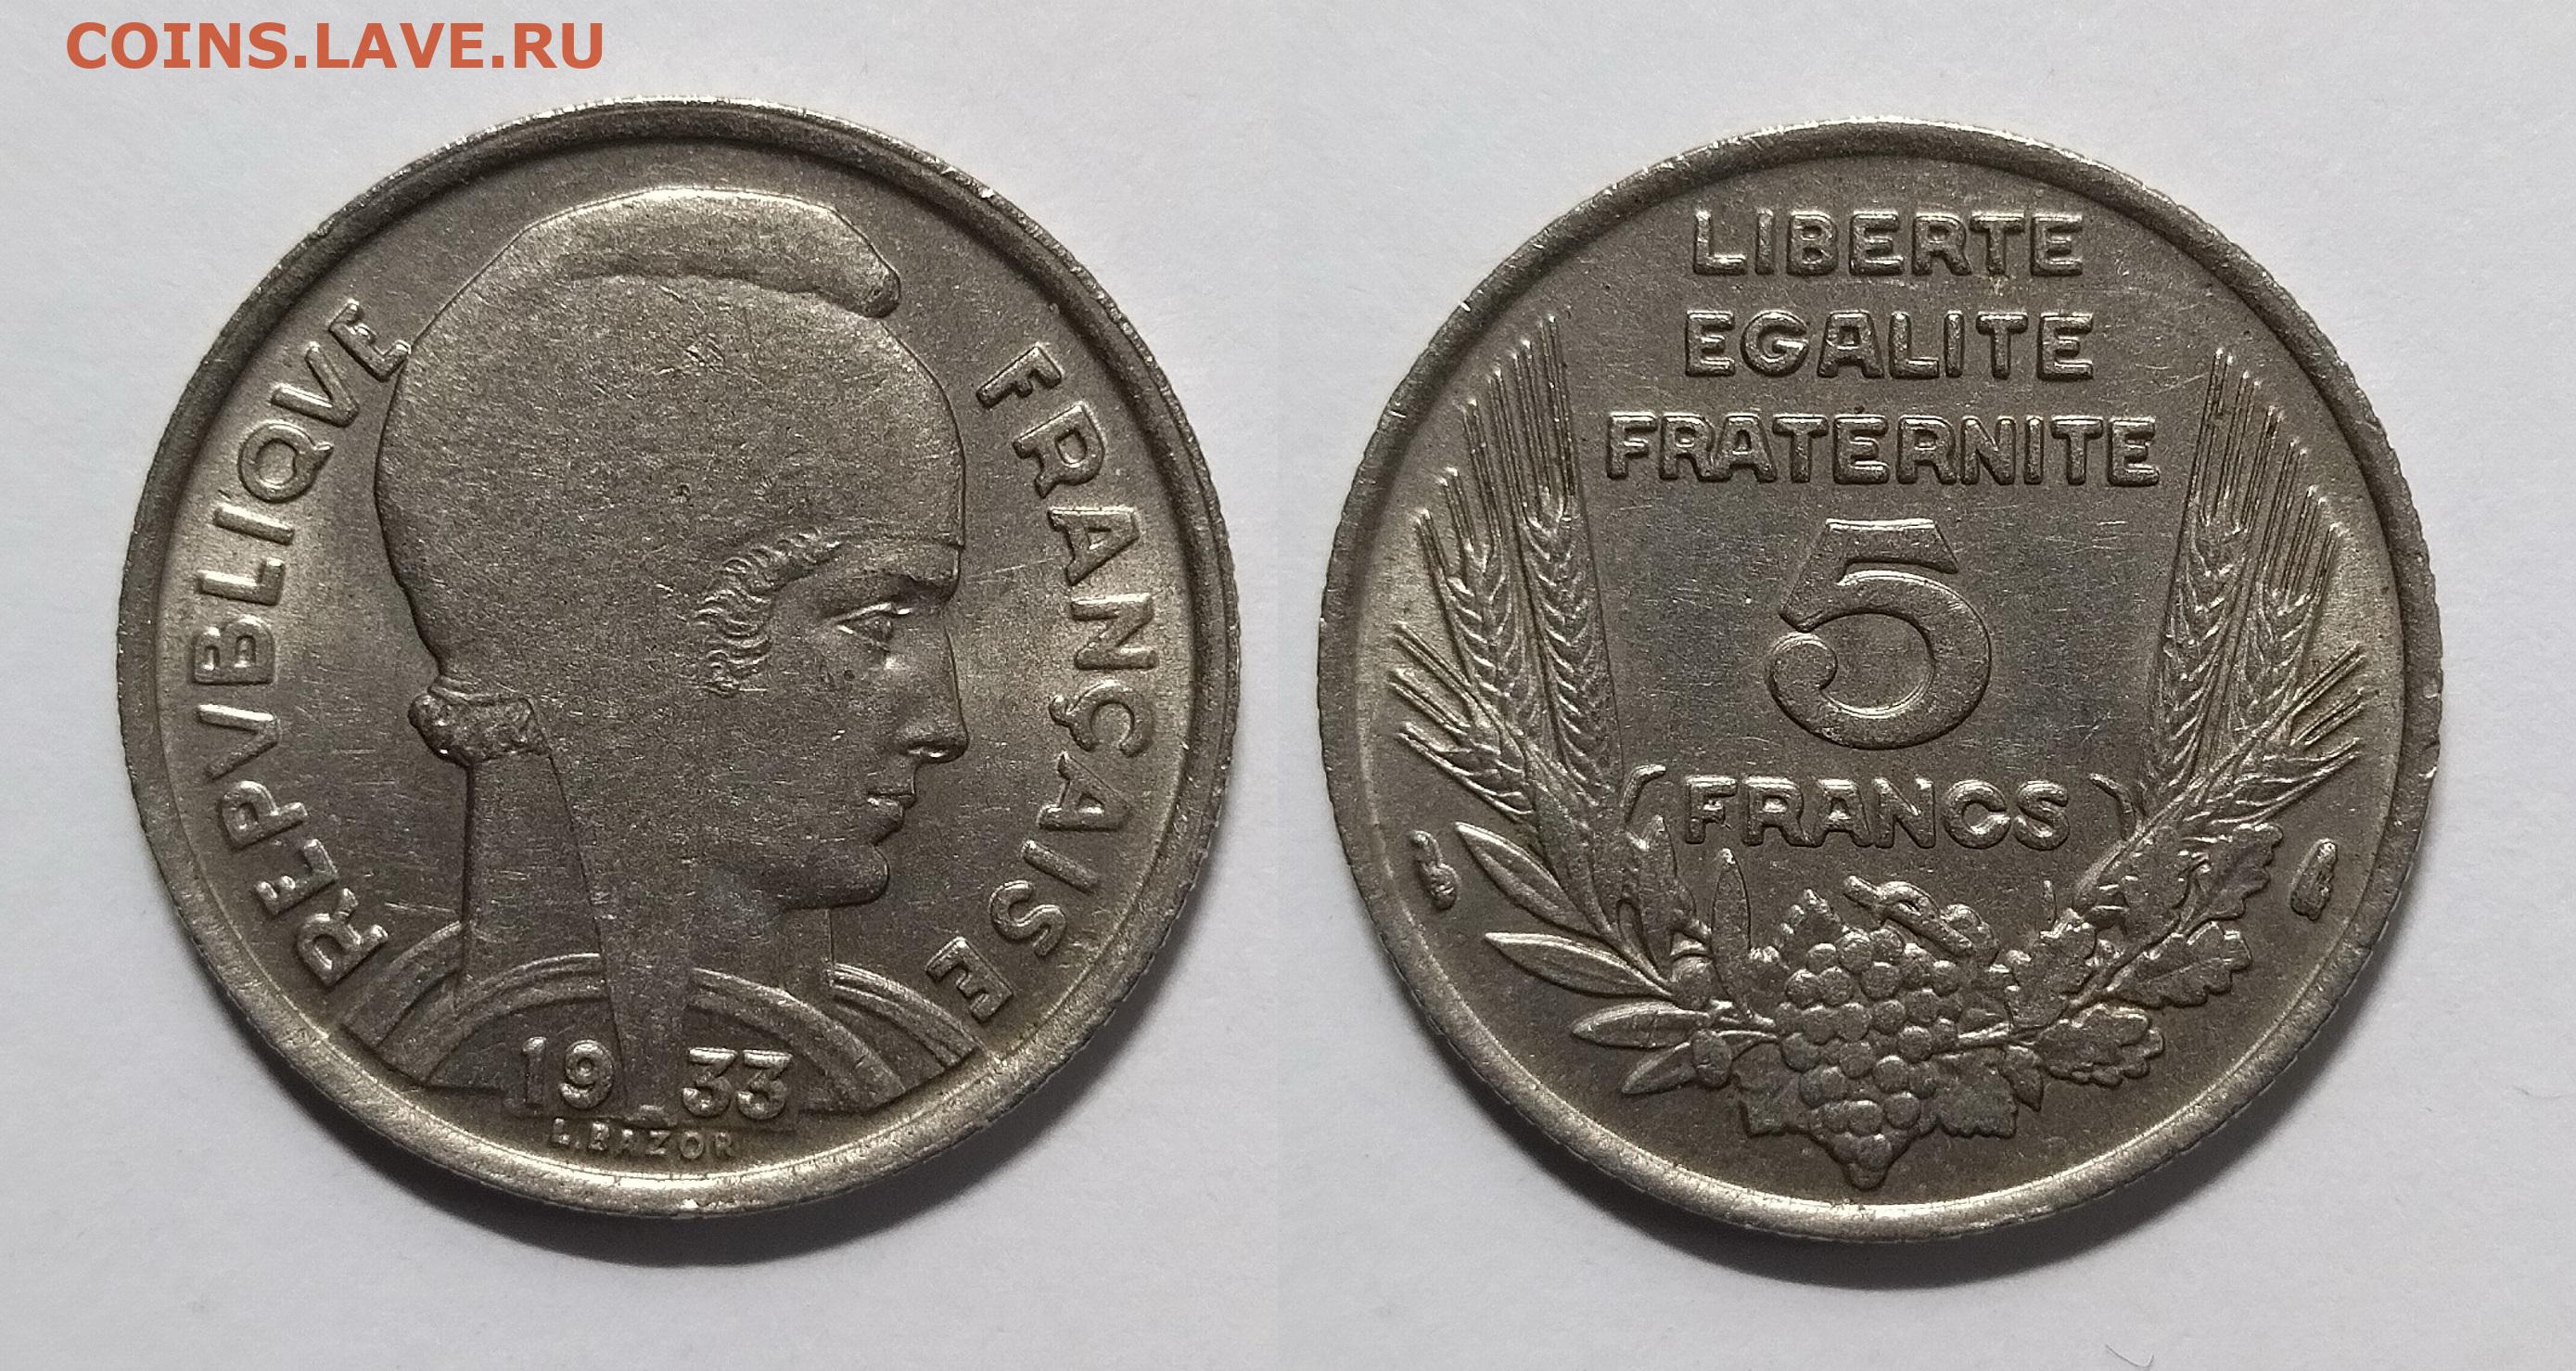 COINS.LAVE.RU
REPVBLIQVE FRANÇAISE
1933
L.BAZOR
LIBERTE
EGALITE
FRATERNITE
5
(FRANCS)